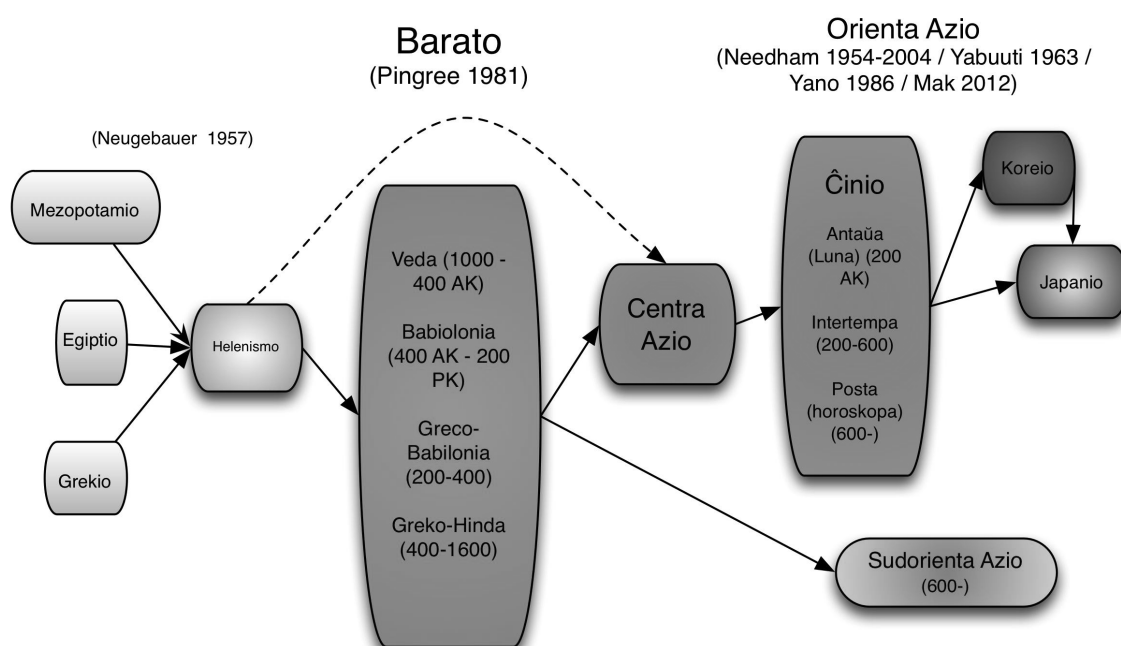 Barato
(Pingree 1981)
Orienta Azio
(Needham 1954-2004 / Yabuuti 1963 /
Yano 1986 / Mak 2012)
(Neugebauer 1957)
Mezopotamio
Egiptio
Grekio
Helenismo
Veda (1000 -
400 AK)
Babiolonia
(400 AK - 200
PK)
Greco-
Babilonia
(200-400)
Greko-Hinda
(400-1600)
Centra
Azio
Ĉinio
Antaŭa
(Luna) (200
AK)
Intertempa
(200-600)
Posta
(horoskopa)
(600-)
Koreio
Japanio
Sudorienta Azio
(600-)